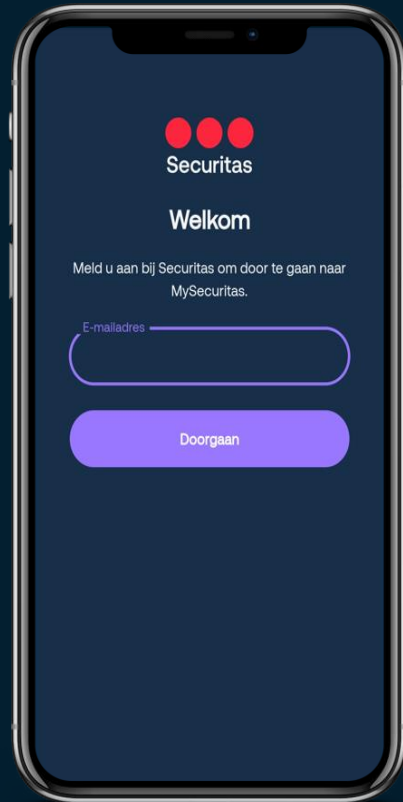 Securitas
Welkom
Meld u aan bij Securitas om door te gaan naar
MySecuritas.
E-mailadres
Doorgaan